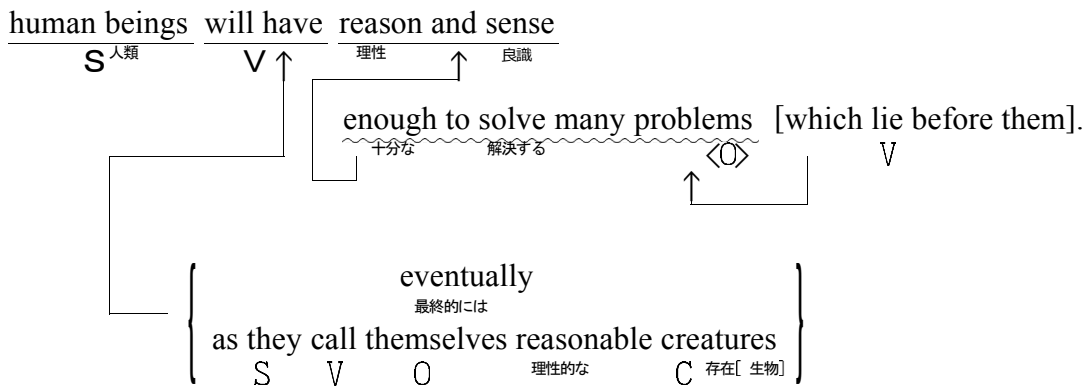 human beings will have reason and sense
S 人類 V 理性 良識
enough to solve many problems [which lie before them].
十分な 解決する 〈O〉 V
eventually
最終的には
as they call themselves reasonable creatures
S V O 理性的な C 存在[ 生物]